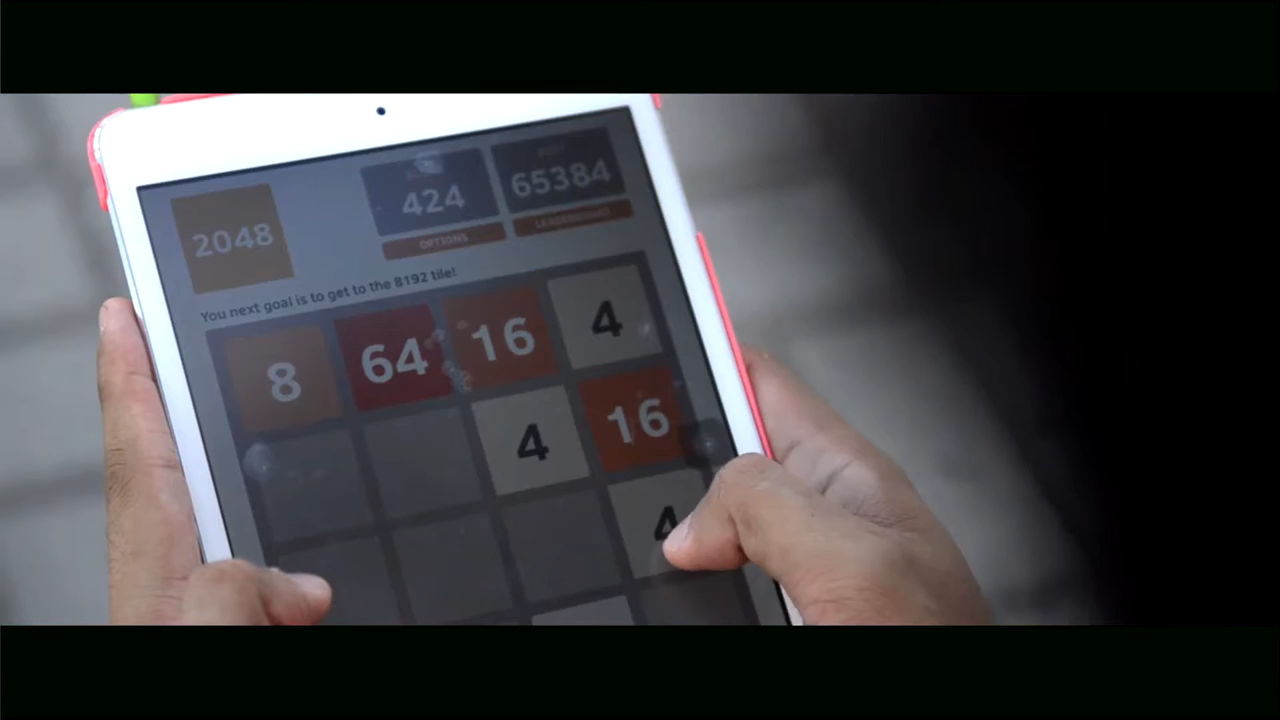 2048
424
65384
OPTIONS
LEADERBOARD
You next goal is to get to the 8192 tile!
8 64 16 4
4 16
4